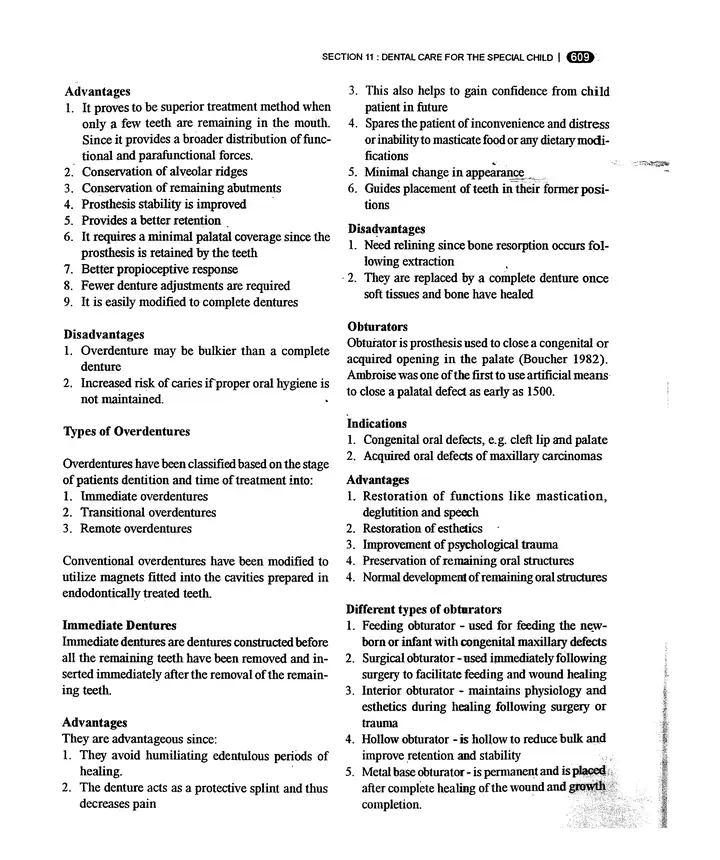 SECTION 11 : DENTAL CARE FOR THE SPECIAL CHILD | 609
Advantages
1. It proves to be superior treatment method when
only a few teeth are remaining in the mouth.
Since it provides a broader distribution of func-
tional and parafunctional forces.
2. Conservation of alveolar ridges
3. Conservation of remaining abutments
4. Prosthesis stability is improved
5. Provides a better retention
6. It requires a minimal palatal coverage since the
prosthesis is retained by the teeth
7. Better propioceptive response
8. Fewer denture adjustments are required
9. It is easily modified to complete dentures
Disadvantages
1. Overdenture may be bulkier than a complete
denture
2. Increased risk of caries if proper oral hygiene is
not maintained.
Types of Overdentures
Overdentures have been classified based on the stage
of patients dentition and time of treatment into:
1. Immediate overdentures
2. Transitional overdentures
3. Remote overdentures
Conventional overdentures have been modified to
utilize magnets fitted into the cavities prepared in
endodontically treated teeth.
Immediate Dentures
Immediate dentures are dentures constructed before
all the remaining teeth have been removed and in-
serted immediately after the removal of the remain-
ing teeth.
Advantages
They are advantageous since:
1. They avoid humiliating edentulous periods of
healing.
2. The denture acts as a protective splint and thus
decreases pain
3. This also helps to gain confidence from child
patient in future
4. Spares the patient of inconvenience and distress
or inability to masticate food or any dietary modi-
fications
5. Minimal change in appearance
6. Guides placement of teeth in their former posi-
tions
Disadvantages
1. Need relining since bone resorption occurs fol-
lowing extraction
2. They are replaced by a complete denture once
soft tissues and bone have healed
Obturators
Obturator is prosthesis used to close a congenital or
acquired opening in the palate (Boucher 1982).
Ambroise was one of the first to use artificial means
to close a palatal defect as early as 1500.
Indications
1. Congenital oral defects, e.g. cleft lip and palate
2. Acquired oral defects of maxillary carcinomas
Advantages
1. Restoration of functions like mastication,
deglutition and speech
2. Restoration of esthetics
3. Improvement of psychological trauma
4. Preservation of remaining oral structures
4. Normal development of remaining oral structures
Different types of obturators
1. Feeding obturator - used for feeding the new-
born or infant with congenital maxillary defects
2. Surgical obturator - used immediately following
surgery to facilitate feeding and wound healing
3. Interior obturator - maintains physiology and
esthetics during healing following surgery or
trauma
4. Hollow obturator - is hollow to reduce bulk and
improve retention and stability
5. Metal base obturator - is permanent and is placed
after complete healing of the wound and growth
completion.